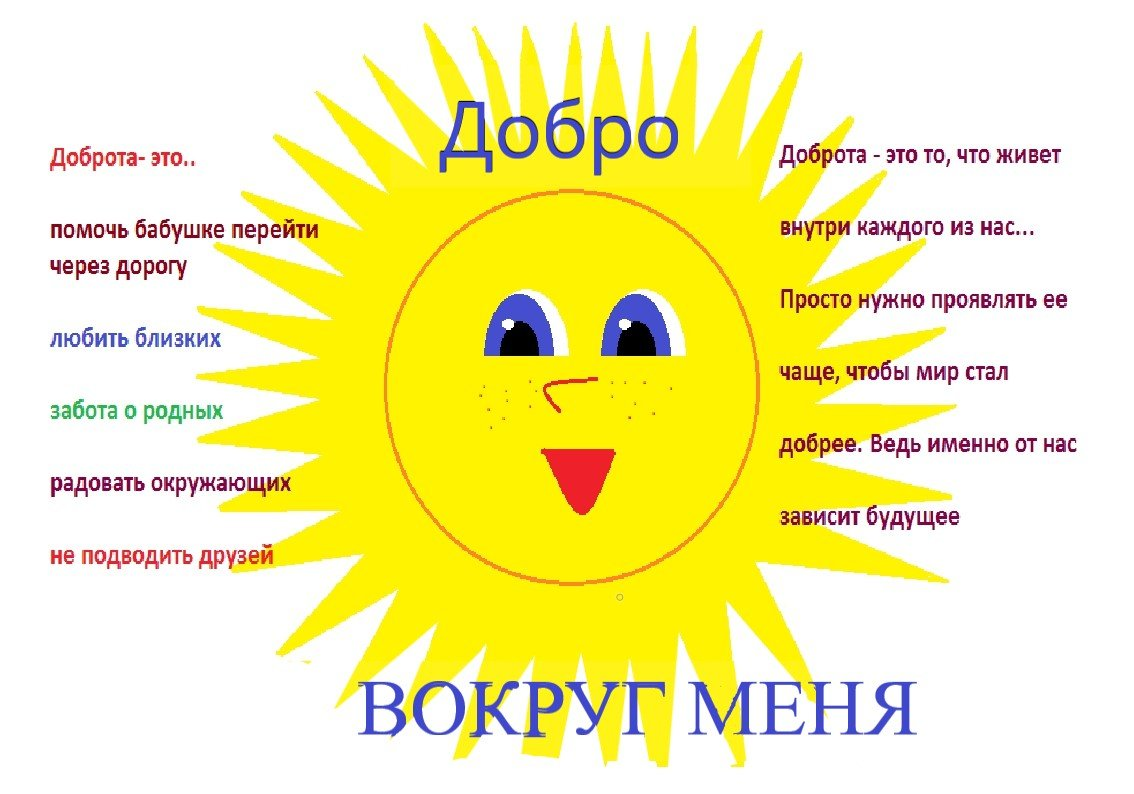 Добро
Доброта- это..
помочь бабушке перейти
через дорогу
любить близких
забота о родных
радовать окружающих
не подводить друзей
Доброта - это то, что живет
внутри каждого из нас...
Просто нужно проявлять ее
чаще, чтобы мир стал
добрее. Ведь именно от нас
зависит будущее
ВОКРУГ МЕНЯ